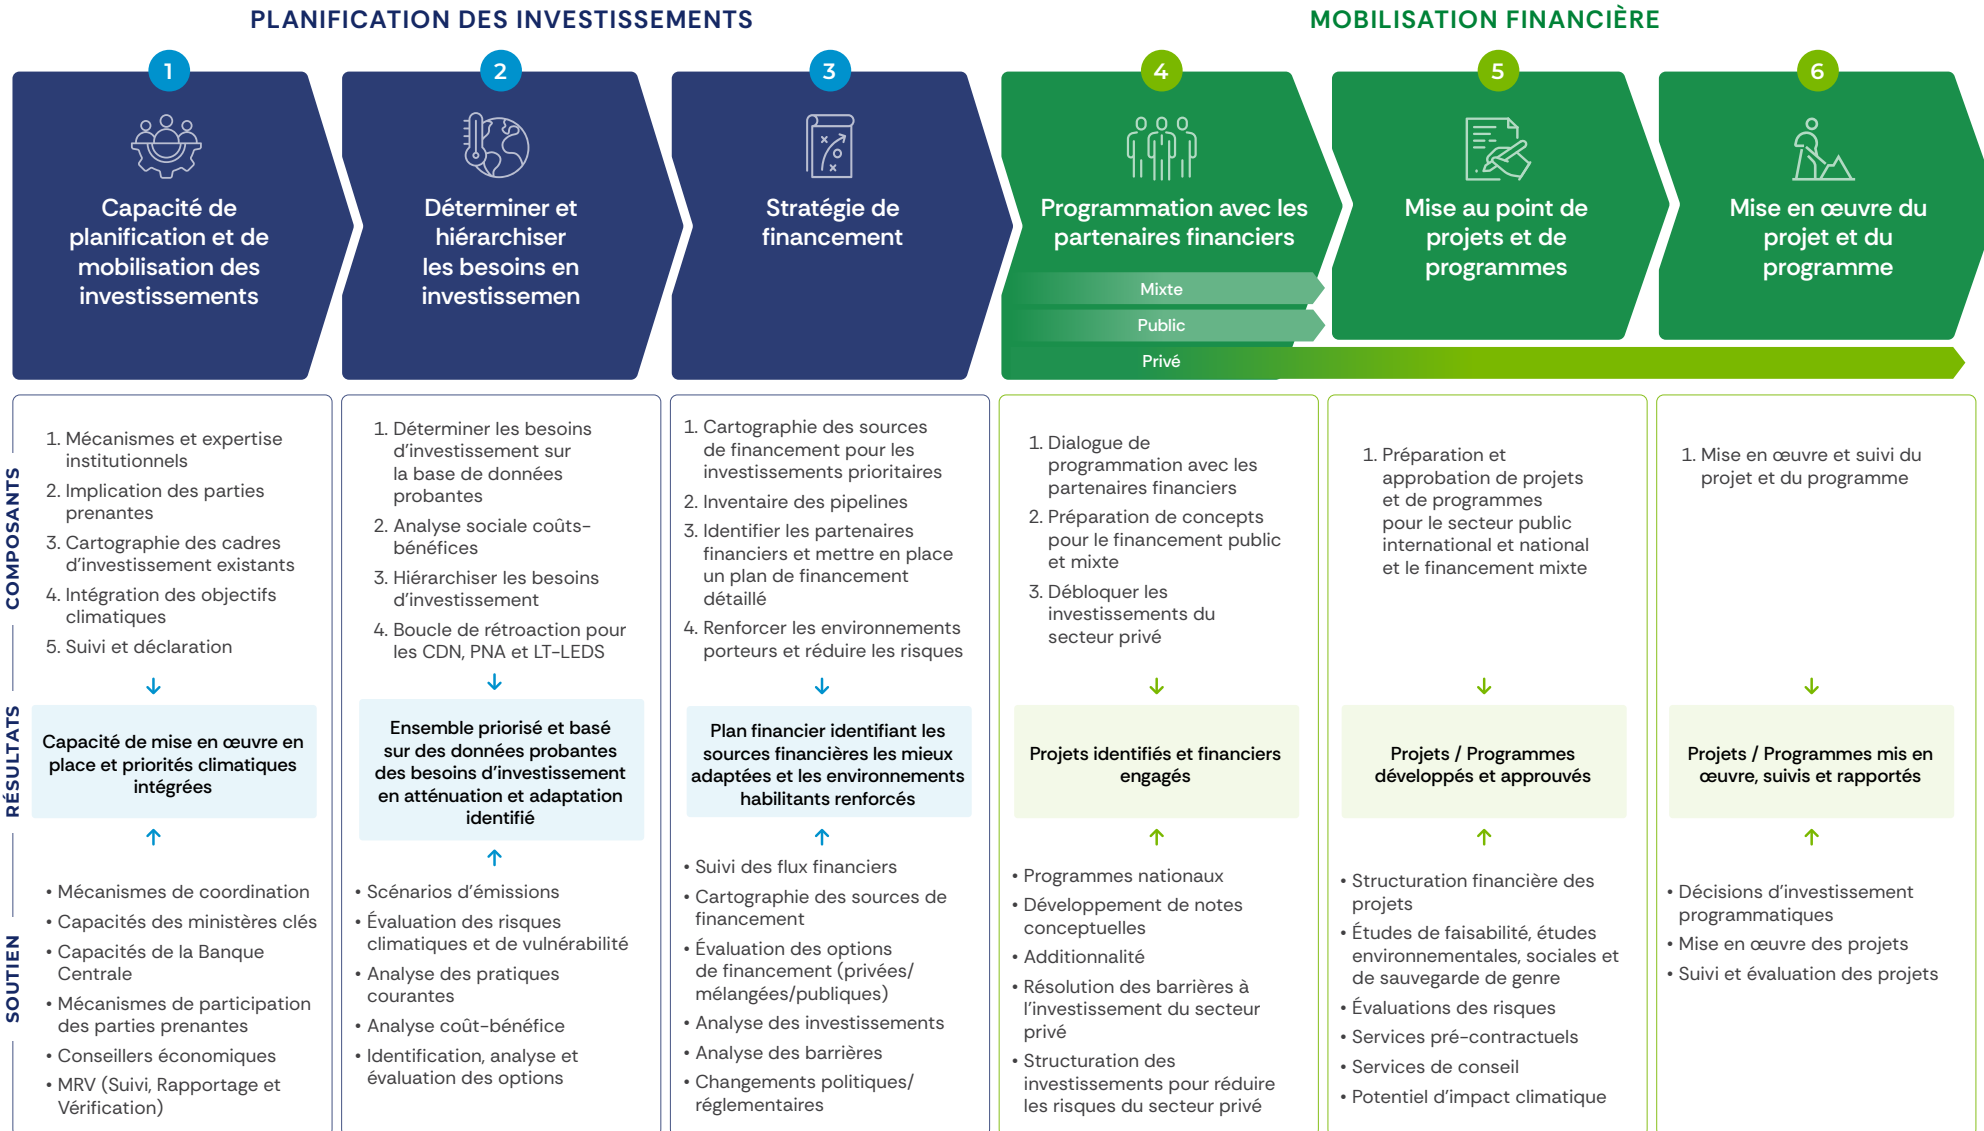 PLANIFICATION DES INVESTISSEMENTS
MOBILISATION FINANCIÈRE
1
Capacité de
planification et de
mobilisation des
investissements
2
Déterminer et
hiérarchiser
les besoins en
investissemen
3
Stratégie de
financement
4
Programmation avec les
partenaires financiers
Mixte
Public
Privé
5
Mise au point de
projets et de
programmes
6
Mise en œuvre du
projet et du
programme
COMPOSANTS
1. Mécanismes et expertise
institutionnels
2. Implication des parties
prenantes
3. Cartographie des cadres
d'investissement existants
4. Intégration des objectifs
climatiques
5. Suivi et déclaration
1. Déterminer les besoins
d'investissement sur
la base de données
probantes
2. Analyse sociale coûts-
bénéfices
3. Hiérarchiser les besoins
d'investissement
4. Boucle de rétroaction pour
les CDN, PNA et LT-LEDS
1. Cartographie des sources
de financement pour les
investissements prioritaires
2. Inventaire des pipelines
3. Identifier les partenaires
financiers et mettre en place
un plan de financement
détaillé
4. Renforcer les environnements
porteurs et réduire les risques
1. Dialogue de
programmation avec les
partenaires financiers
2. Préparation de concepts
pour le financement public
et mixte
3. Débloquer les
investissements du
secteur privé
1. Préparation et
approbation de projets
et de programmes
pour le secteur public
international et national
et le financement mixte
1. Mise en œuvre et suivi du
projet et du programme
RÉSULTATS
Capacité de mise en œuvre en
place et priorités climatiques
intégrées
Ensemble priorisé et basé
sur des données probantes
des besoins d'investissement
en atténuation et adaptation
identifié
Plan financier identifiant les
sources financières les mieux
adaptées et les environnements
habilitants renforcés
Projets identifiés et financiers
engagés
Projets / Programmes
développés et approuvés
Projets / Programmes mis en
œuvre, suivis et rapportés
SOUTIEN
• Mécanismes de coordination
• Capacités des ministères clés
• Capacités de la Banque
Centrale
• Mécanismes de participation
des parties prenantes
• Conseillers économiques
• MRV (Suivi, Rapportage et
Vérification)
• Scénarios d'émissions
• Évaluation des risques
climatiques et de vulnérabilité
• Analyse des pratiques
courantes
• Analyse coût-bénéfice
• Identification, analyse et
évaluation des options
• Suivi des flux financiers
• Cartographie des sources de
financement
• Évaluation des options
de financement (privées/
mélangées/publiques)
• Analyse des investissements
• Analyse des barrières
• Changements politiques/
réglementaires
• Programmes nationaux
• Développement de notes
conceptuelles
• Additionnalité
• Résolution des barrières à
l'investissement du secteur
privé
• Structuration des
investissements pour réduire
les risques du secteur privé
• Structuration financière des
projets
• Études de faisabilité, études
environnementales, sociales et
de sauvegarde de genre
• Évaluations des risques
• Services pré-contractuels
• Services de conseil
• Potentiel d'impact climatique
• Décisions d'investissement
programmatiques
• Mise en œuvre des projets
• Suivi et évaluation des projets